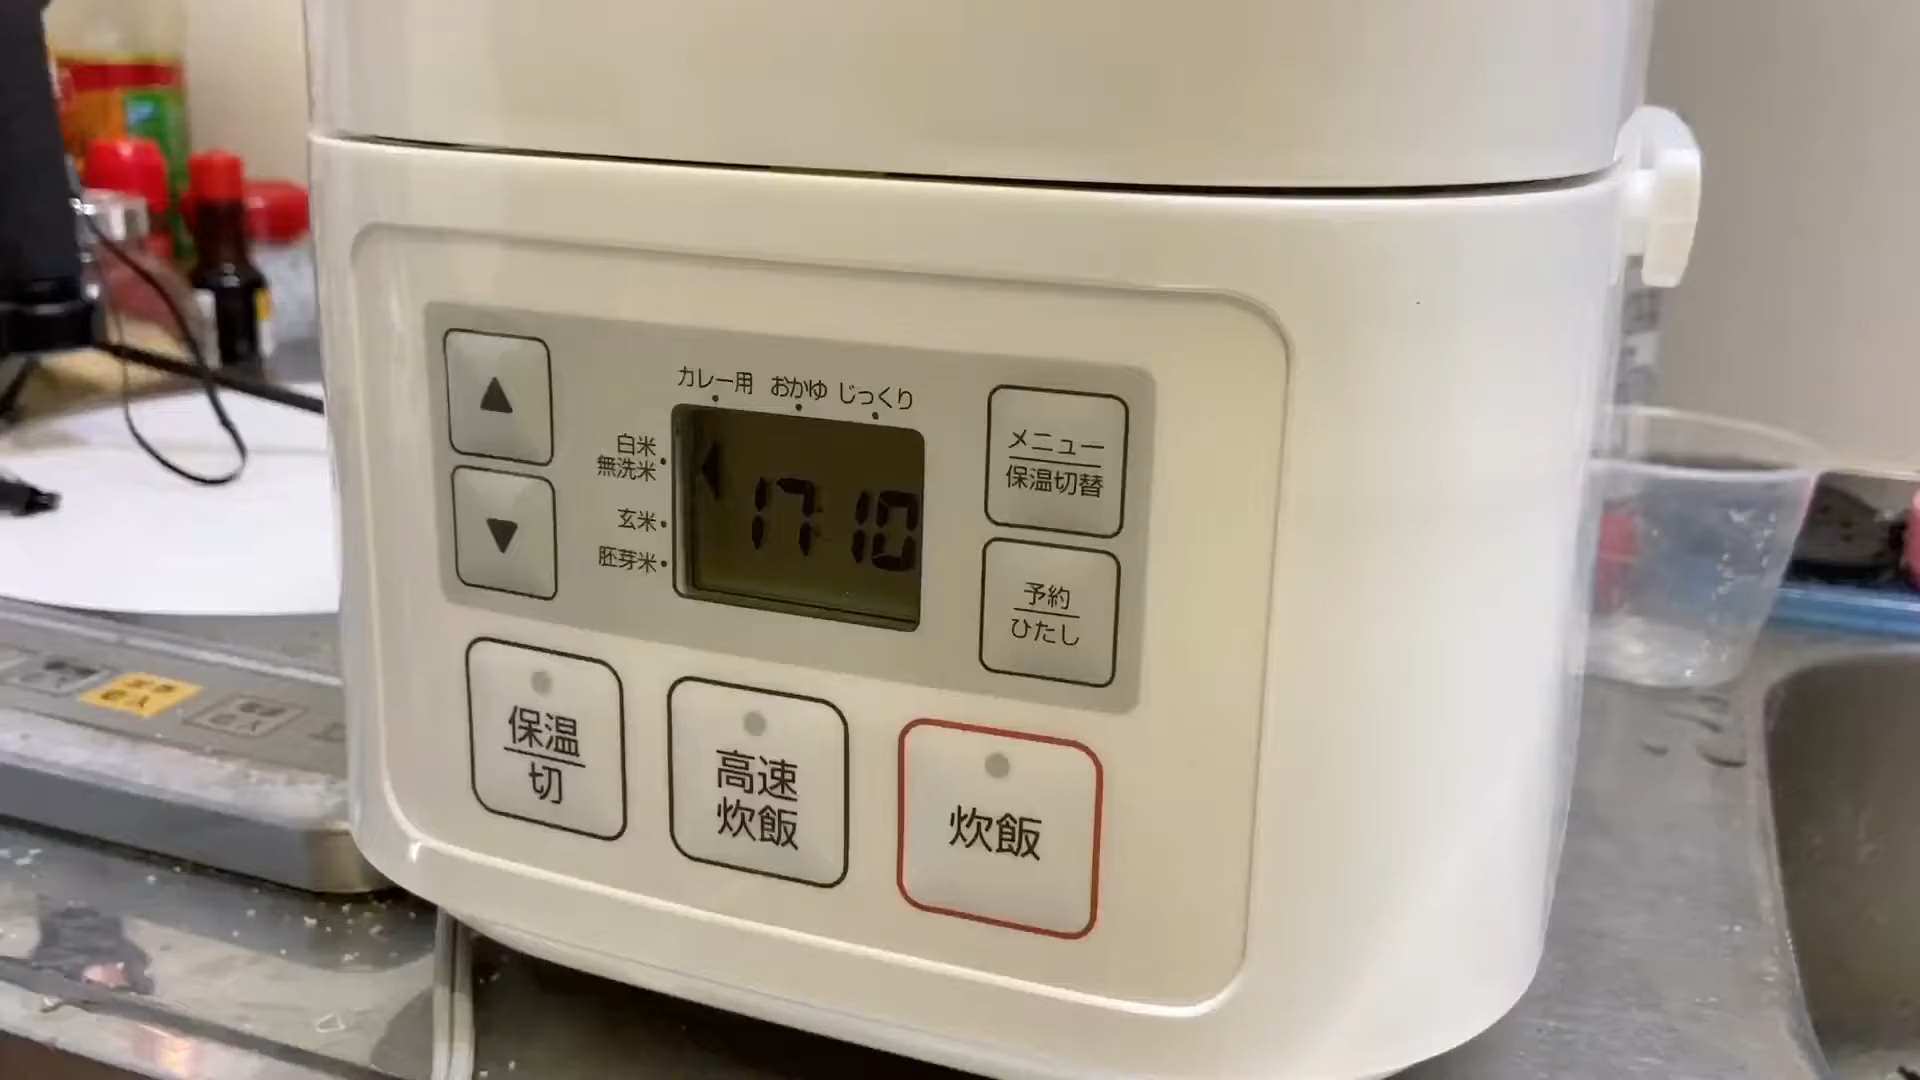 カレー用 おかゆ じっくり
白米
無洗米
玄米
胚芽米
17:10
メニュー
保温切替
予約
ひたし
保温
切
高速
炊飯
炊飯